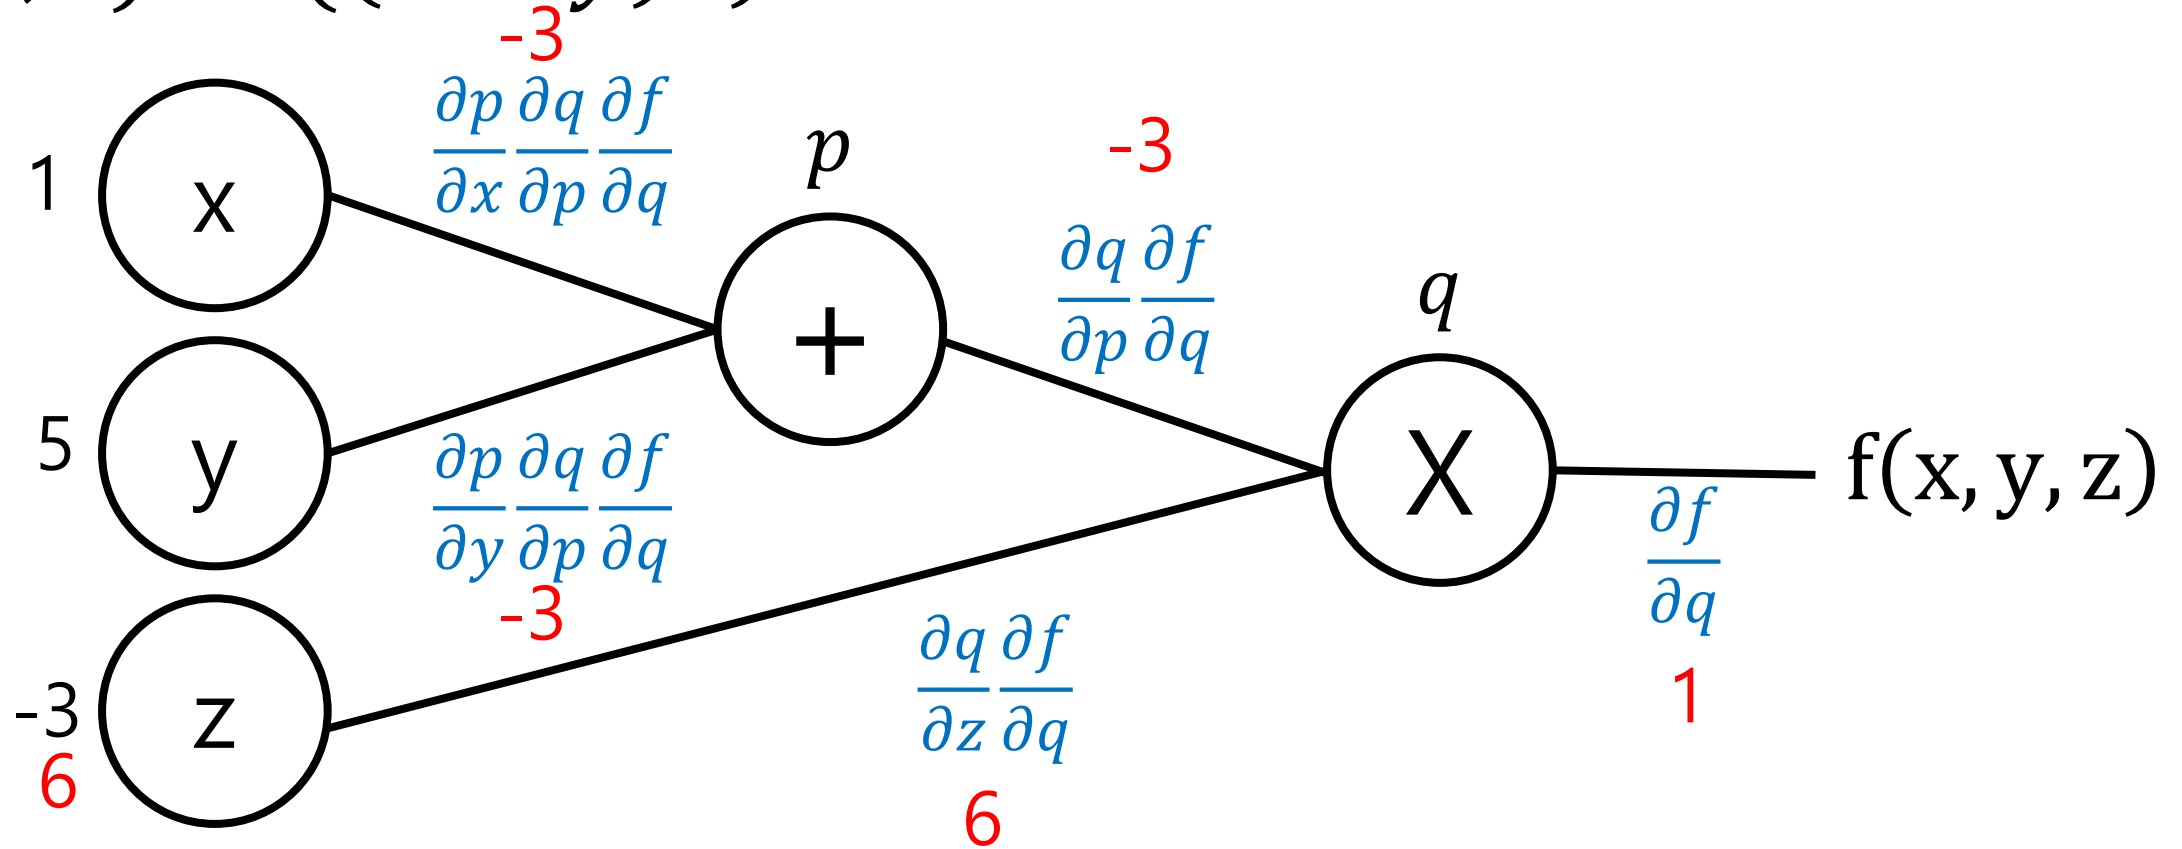 -3
∂p ∂q ∂f
∂x ∂p ∂q
1
x
p
-3
∂q ∂f
∂p ∂q
+
q
5
y
∂p ∂q ∂f
∂y ∂p ∂q
-3
X
f(x, y, z)
∂f
∂q
1
-3
6
z
∂q ∂f
∂z ∂q
6